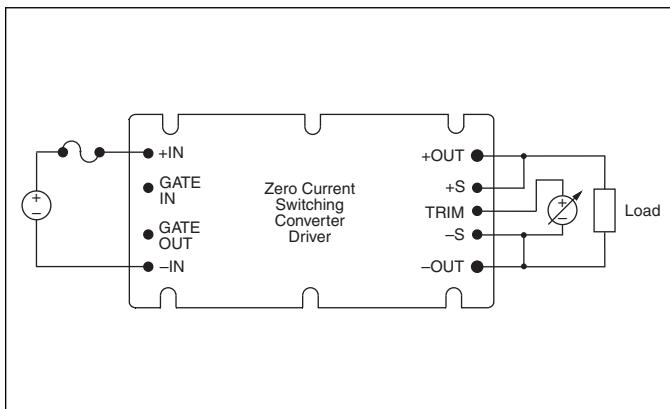 +IN
GATE
IN
GATE
OUT
–IN
Zero Current
Switching
Converter
Driver
+OUT
+S
TRIM
–S
–OUT
+
–
+
–
Load